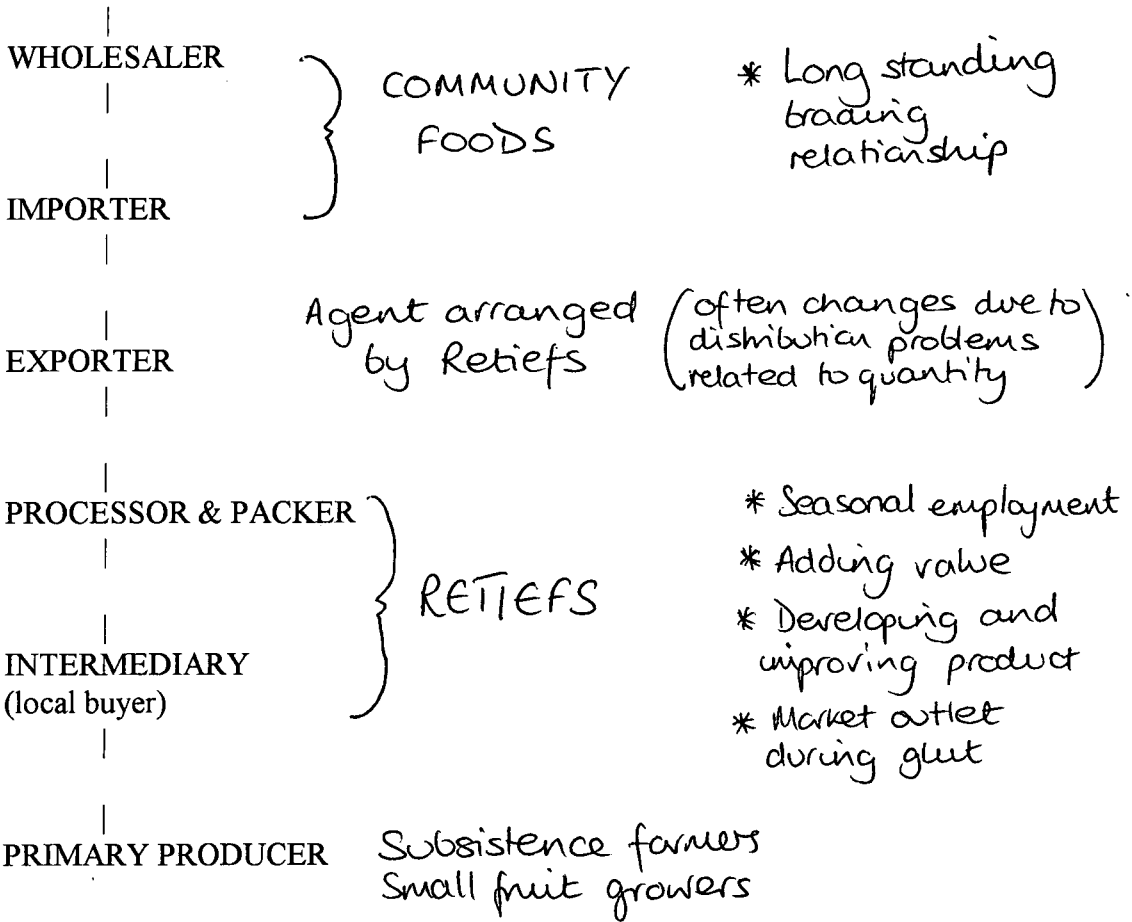 WHOLESALER
COMMUNITY
FOODS
* Long standing
trading
relationship
IMPORTER
EXPORTER
Agent arranged
by Retiefs
(often changes due to
distribution problems
related to quantity)
PROCESSOR & PACKER
INTERMEDIARY
(local buyer)
RETIEFS
* Seasonal employment
* Adding value
* Developing and
improving product
* Market outlet
during glut
PRIMARY PRODUCER
Subsistence farmers
Small fruit growers